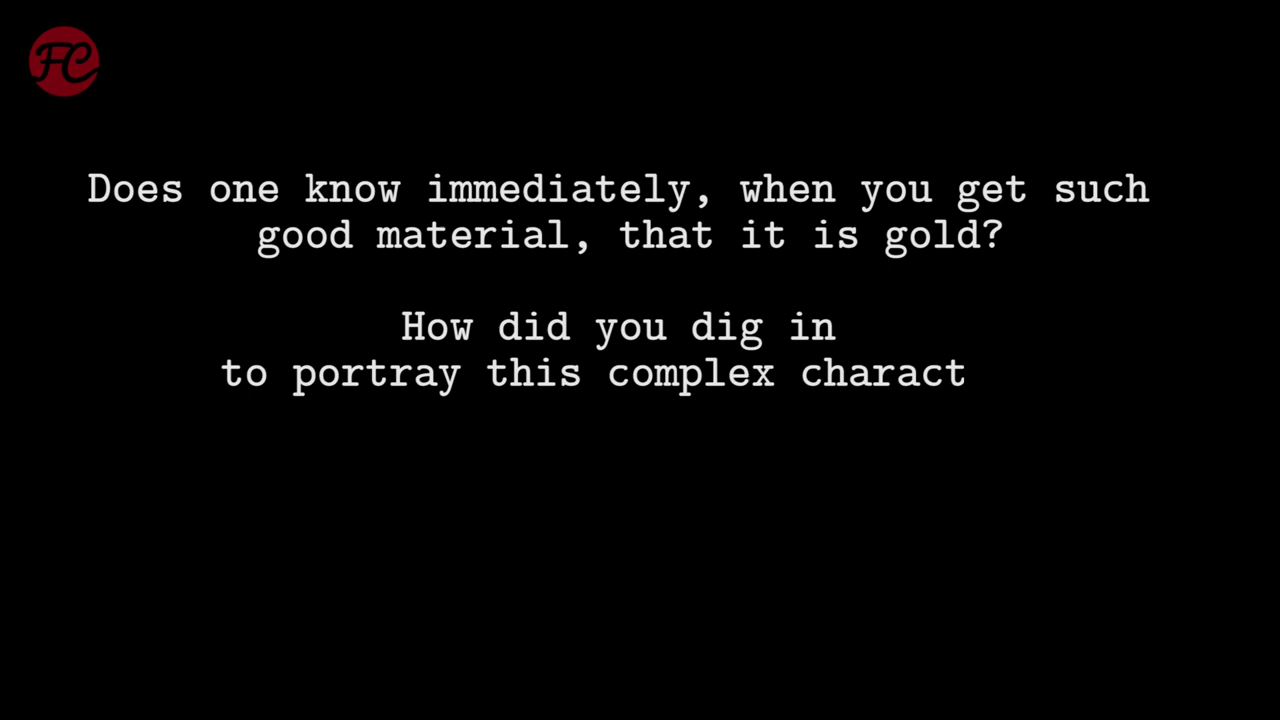 FC
Does one know immediately, when you get such
good material, that it is gold?
How did you dig in
to portray this complex charact